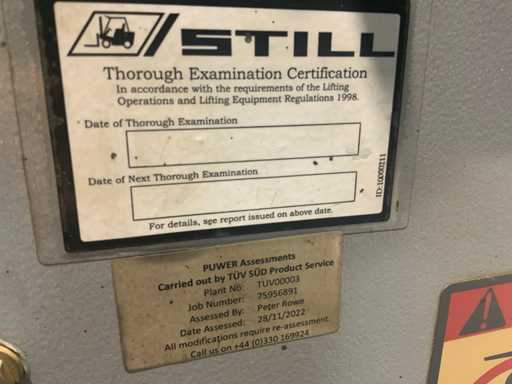 STILL
Thorough Examination Certification
In accordance with the requirements of the Lifting
Operations and Lifting Equipment Regulations 1998.
Date of Thorough Examination
Date of Next Thorough Examination
For details, see report issued on above date.
ID:10000211
PUWER Assessments
Carried out by TÜV SÜD Product Service
Plant No: TUV00003
Job Number: 75956891
Assessed By: Peter Rowe
Date Assessed: 28/11/2022
All modifications require re-assessment.
Call us on +44 (0)330 169924